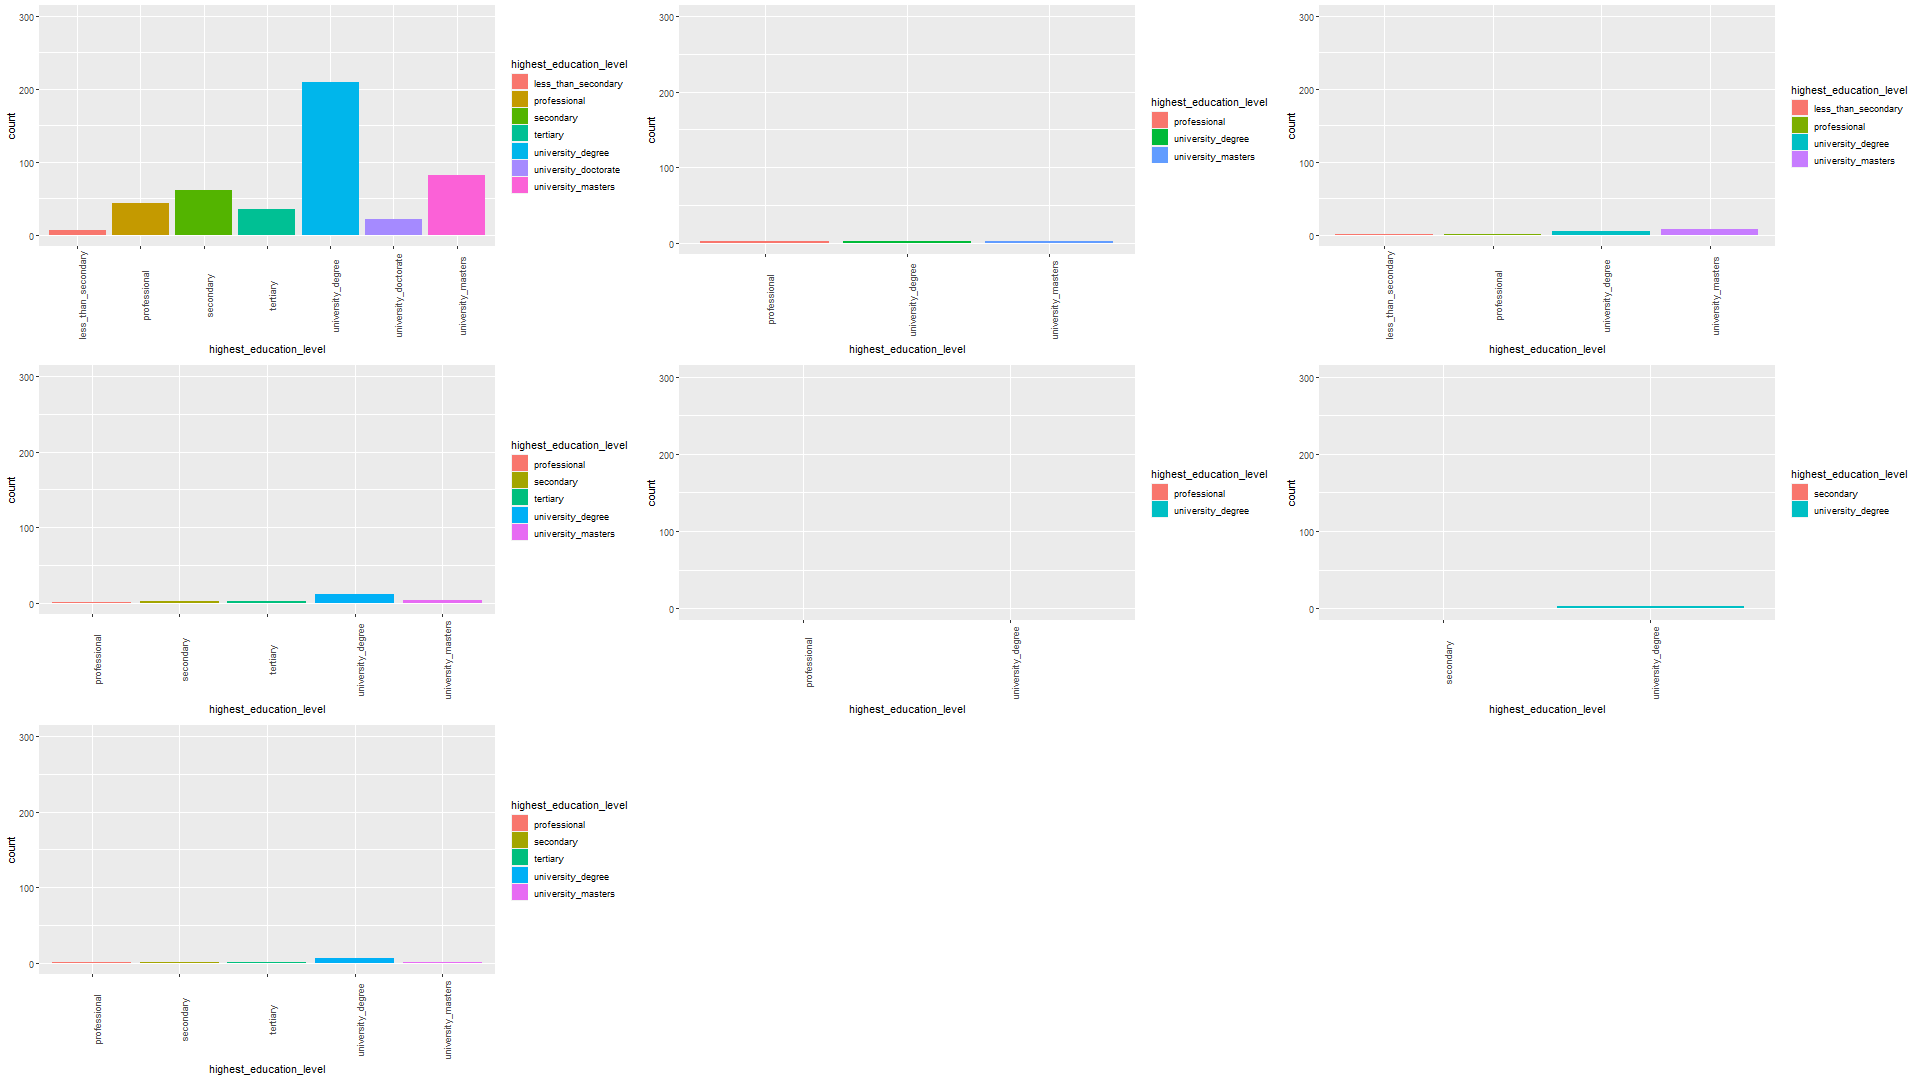 300
200
100
0
count
less_than_secondary
professional
secondary
tertiary
university_degree
university_doctorate
university_masters
highest_education_level
highest_education_level
less_than_secondary
professional
secondary
tertiary
university_degree
university_doctorate
university_masters
300
200
100
0
count
professional
university_degree
university_masters
highest_education_level
highest_education_level
professional
university_degree
university_masters
300
200
100
0
count
less_than_secondary
professional
university_degree
university_masters
highest_education_level
highest_education_level
less_than_secondary
professional
university_degree
university_masters
300
200
100
0
count
professional
secondary
tertiary
university_degree
university_masters
highest_education_level
highest_education_level
professional
secondary
tertiary
university_degree
university_masters
300
200
100
0
count
professional
university_degree
highest_education_level
highest_education_level
professional
university_degree
300
200
100
0
count
secondary
university_degree
highest_education_level
highest_education_level
secondary
university_degree
300
200
100
0
count
professional
secondary
tertiary
university_degree
university_masters
highest_education_level
highest_education_level
professional
secondary
tertiary
university_degree
university_masters